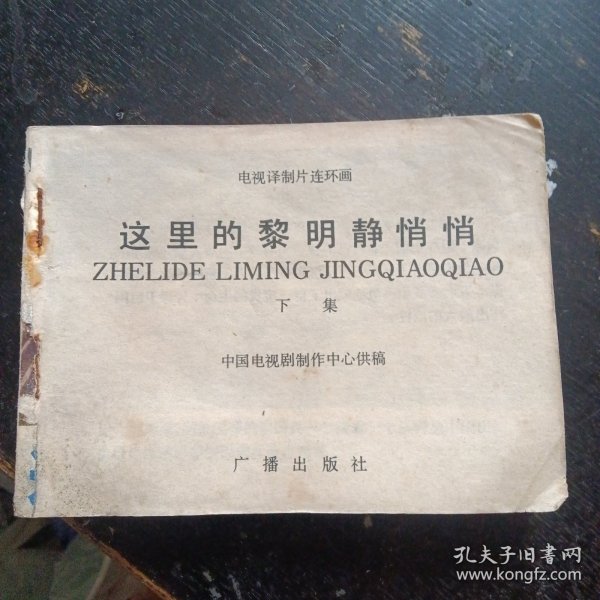 电视译制片连环画
这里的黎明静悄悄
ZHELIDE LIMING JINGQIAOQIAO
下集
中国电视剧制作中心供稿
广播出版社
孔夫子旧书网
www.kongfz.com